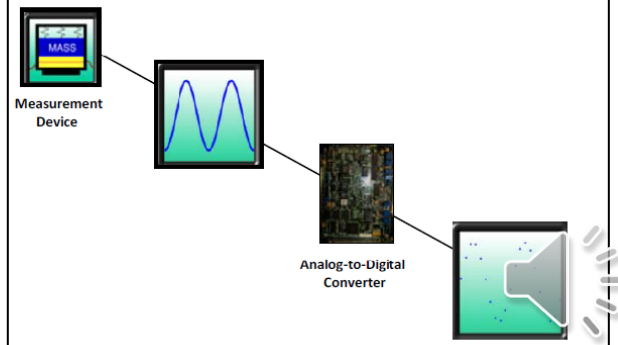 MASS
Measurement
Device
Analog-to-Digital
Converter